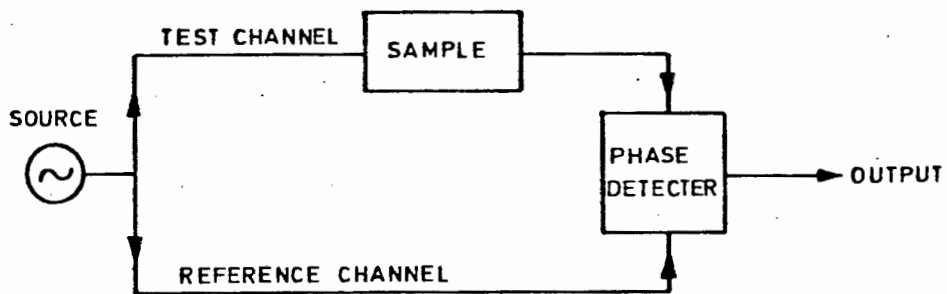 TEST CHANNEL
SAMPLE
SOURCE
PHASE
DETECTER
OUTPUT
REFERENCE CHANNEL